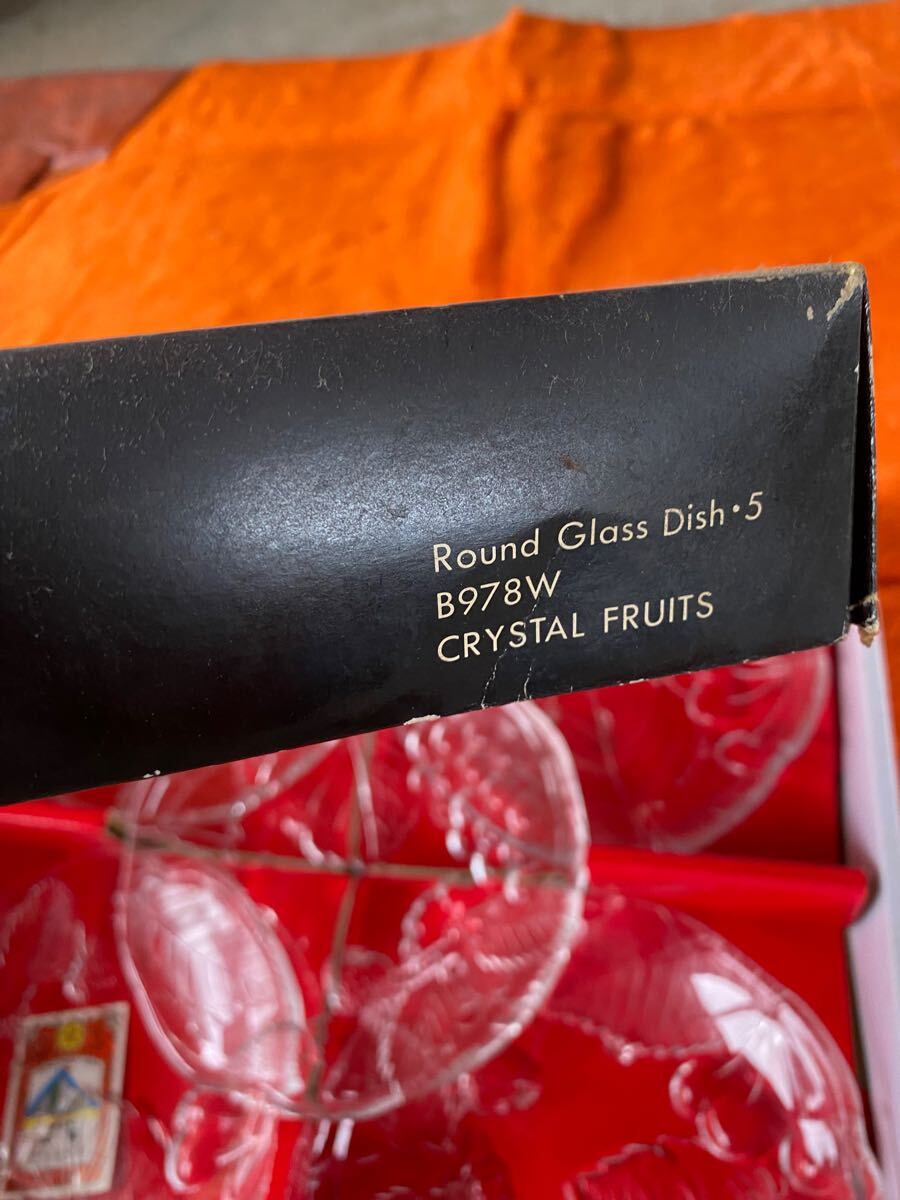 Round Glass Dish・5
B978W
CRYSTAL FRUITS